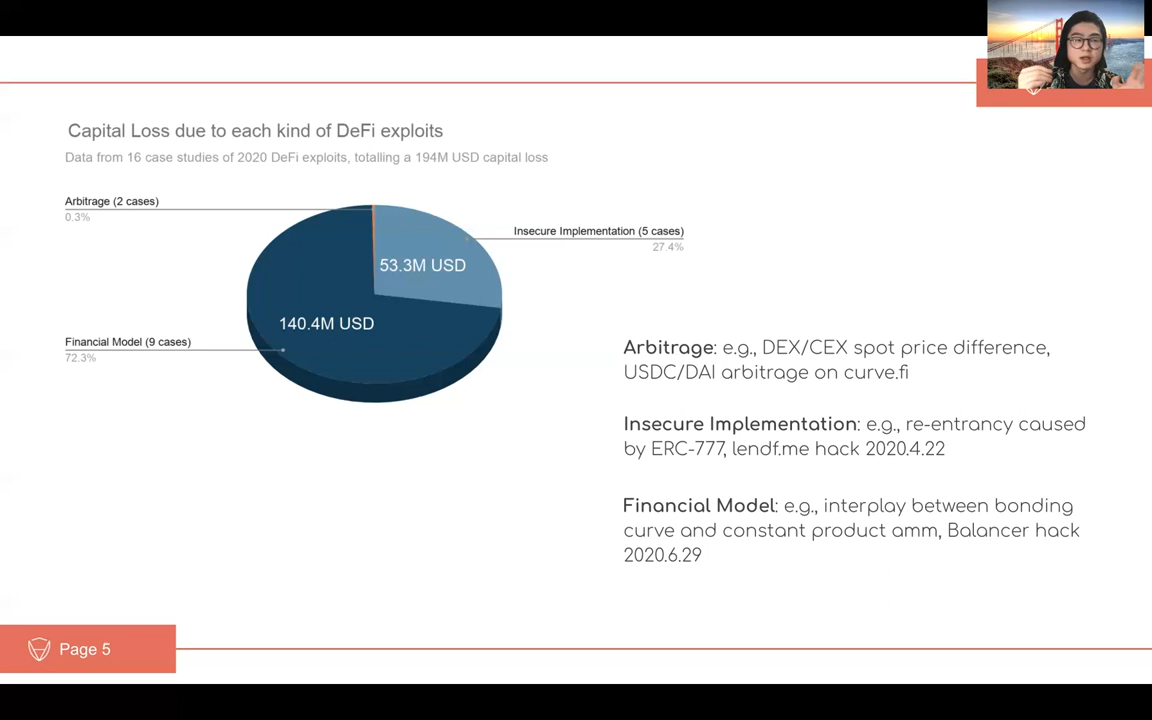 Capital Loss due to each kind of DeFi exploits
Data from 16 case studies of 2020 DeFi exploits, totalling a 194M USD capital loss
Arbitrage (2 cases)
0.3%
Insecure Implementation (5 cases)
27.4%
53.3M USD
140.4M USD
Financial Model (9 cases)
72.3%
Arbitrage: e.g., DEX/CEX spot price difference,
USDC/DAI arbitrage on curve.fi
Insecure Implementation: e.g., re-entrancy caused
by ERC-777, lendf.me hack 2020.4.22
Financial Model: e.g., interplay between bonding
curve and constant product amm, Balancer hack
2020.6.29
Page 5